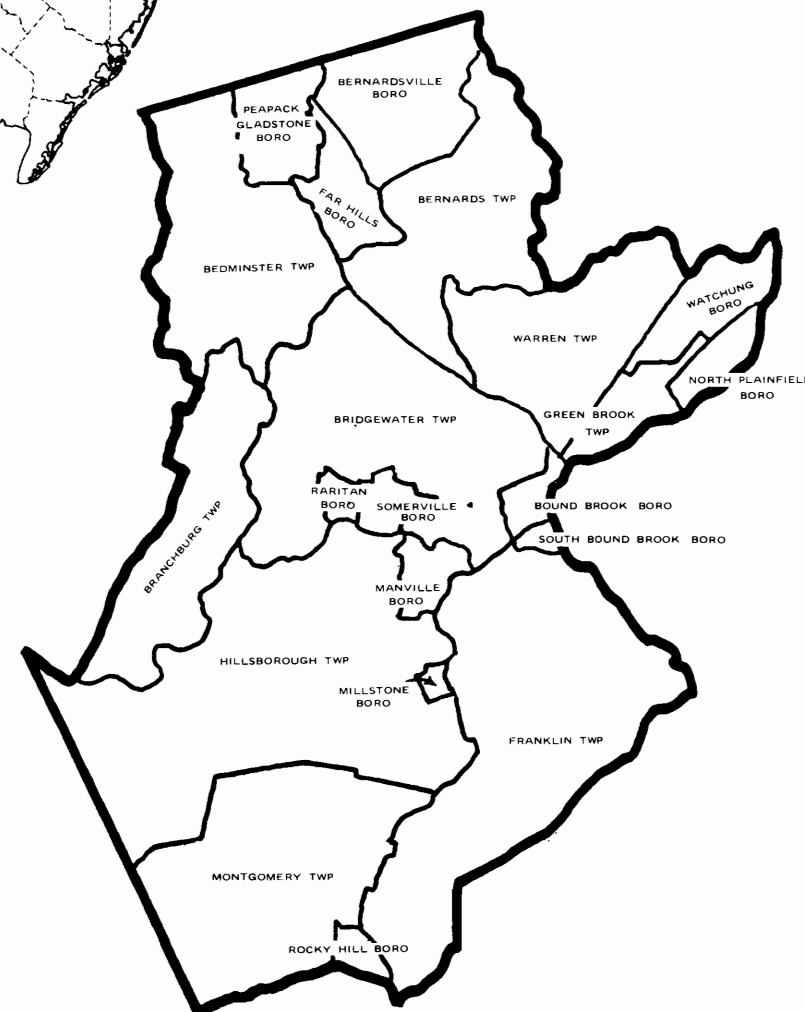 BERNARDSVILLE
BORO
PEAPACK
GLADSTONE
BORO
FAR HILLS
BORO
BERNARDS TWP
BEDMINSTER TWP
WATCHUNG
BORO
WARREN TWP
NORTH PLAINFIELD
BORO
GREEN BROOK
TWP
BRIDGEWATER TWP
RARITAN
BORO
SOMERVILLE
BORO
BOUND BROOK BORO
SOUTH BOUND BROOK BORO
BRANCHBURG TWP
MANVILLE
BORO
HILLSBOROUGH TWP
MILLSTONE
BORO
FRANKLIN TWP
MONTGOMERY TWP
ROCKY HILL BORO